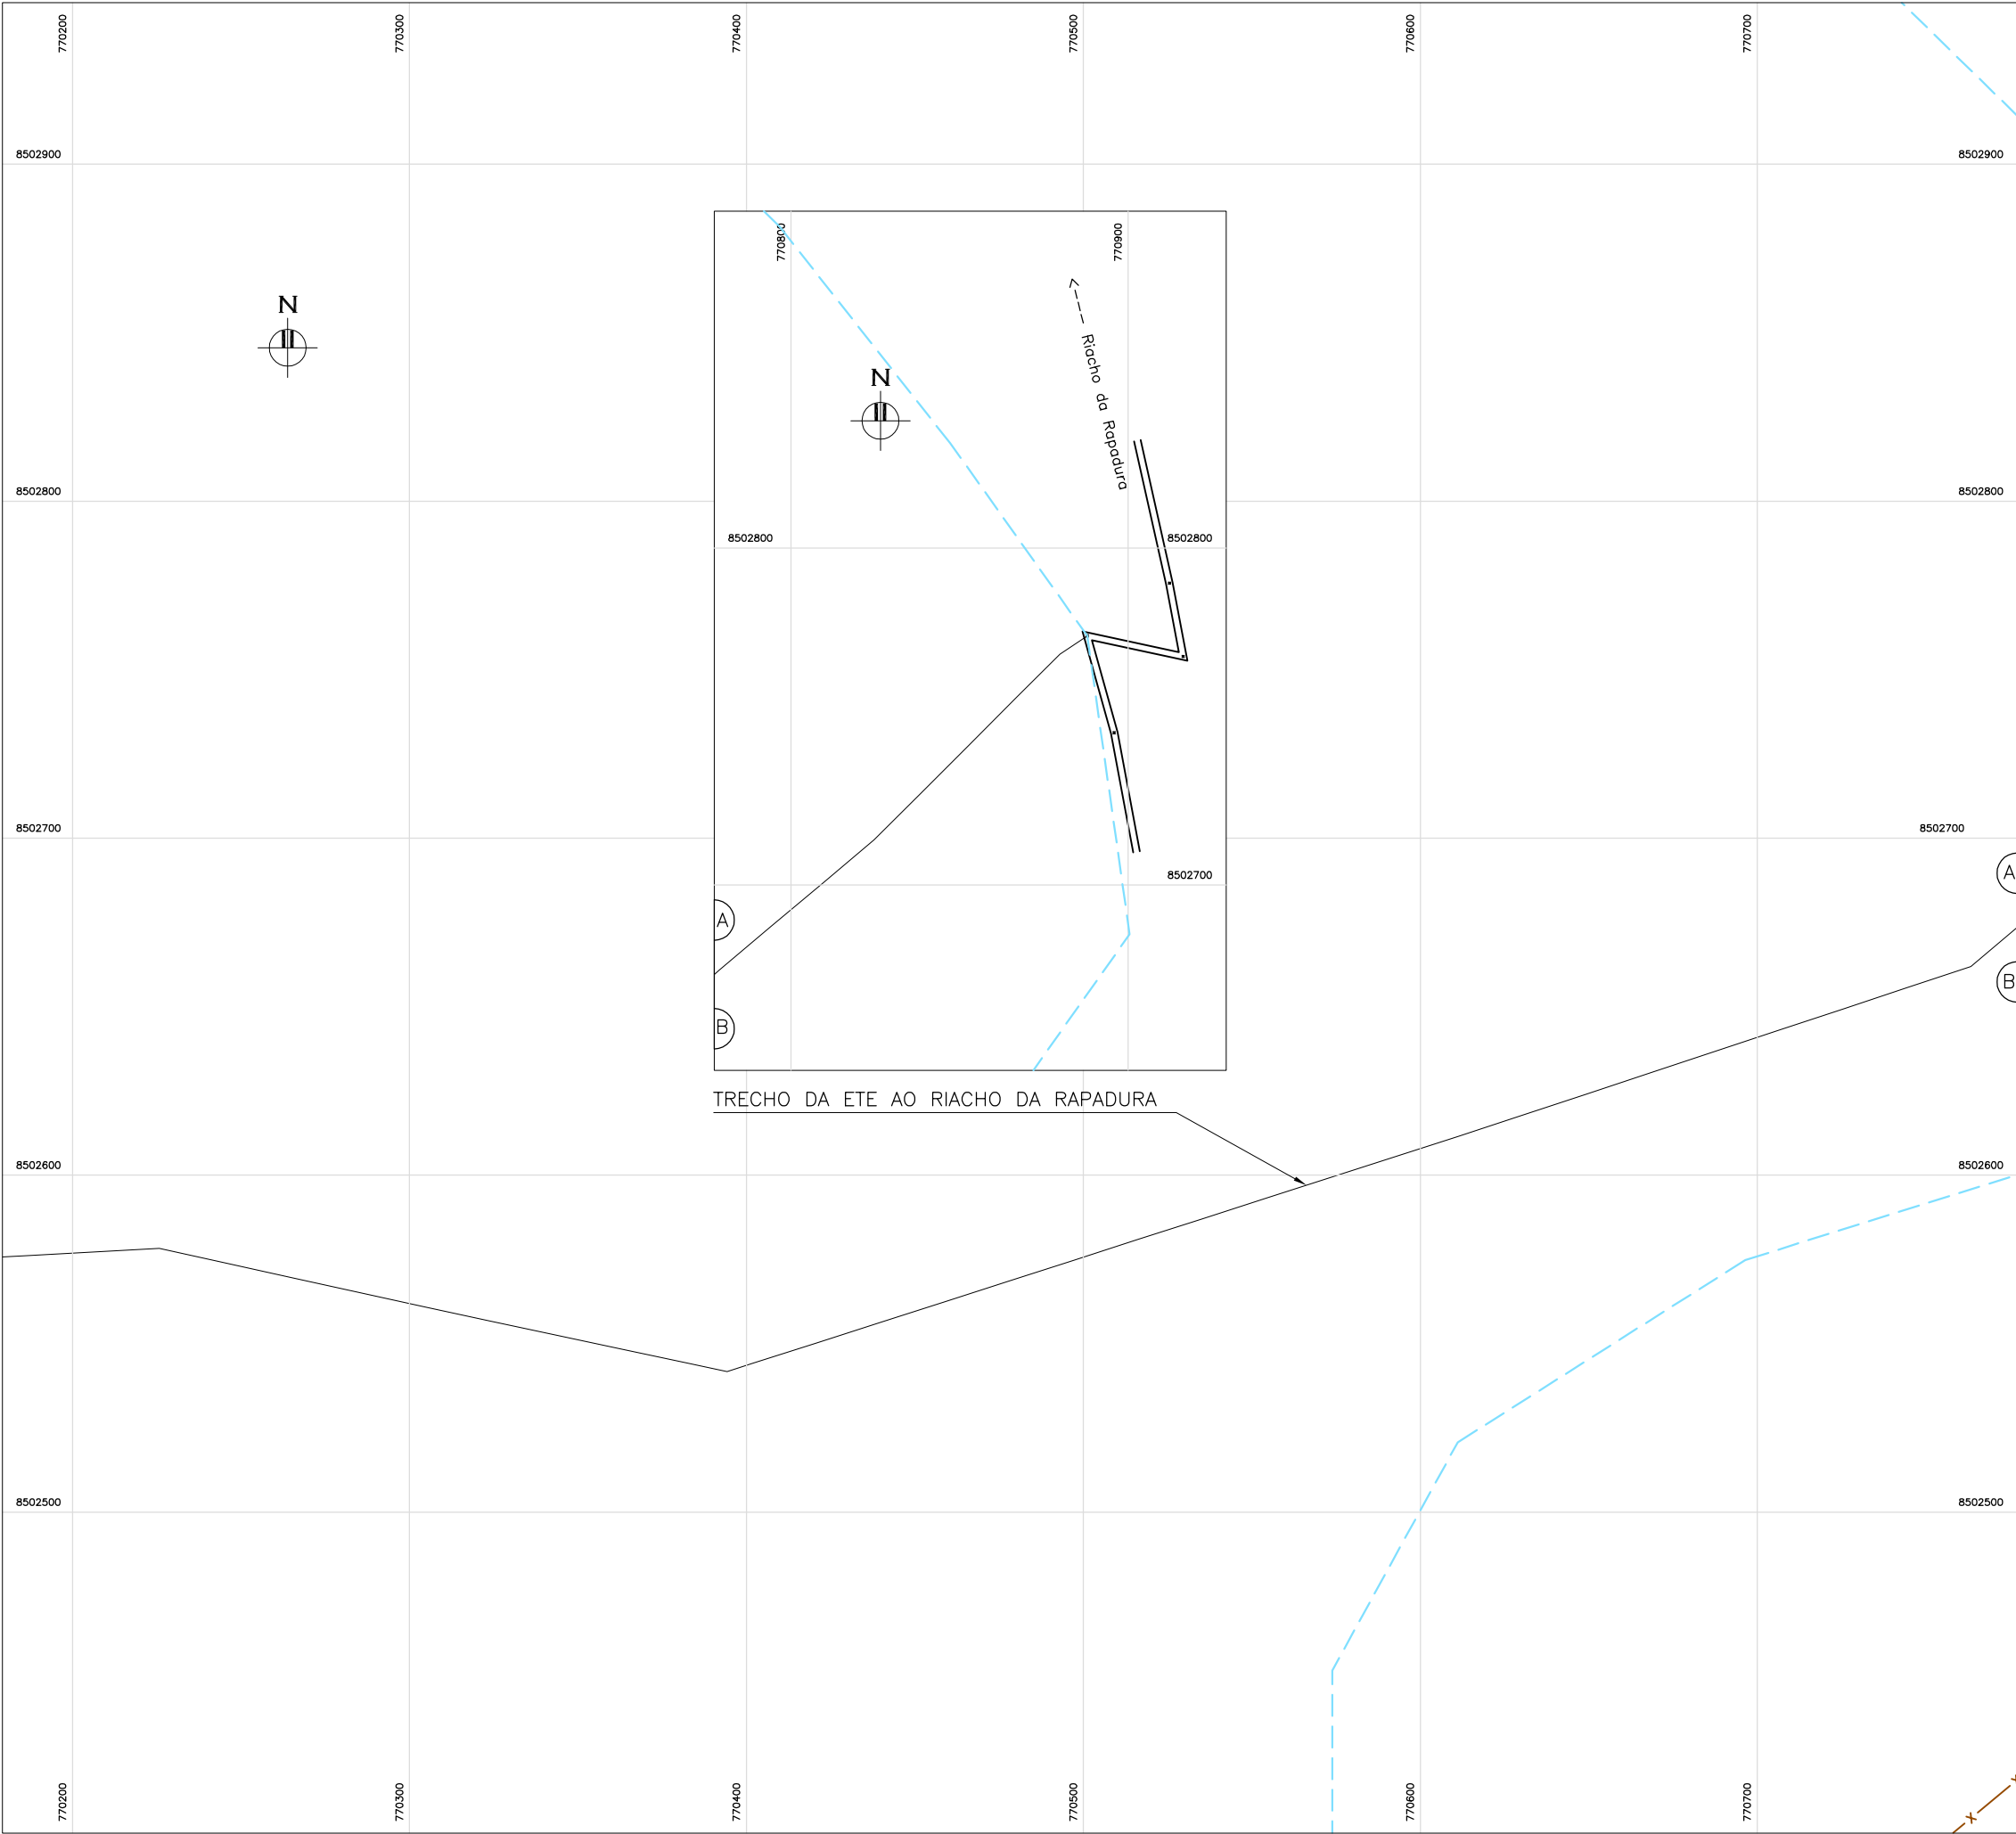 770200 770300 770400 770500 770600 770700
8502900 8502900
770800 770900
N
N
Riacho da Rapadura
8502800 8502800
8502800 8502800
8502700 8502700
8502700
A A
B B
TRECHO DA ETE AO RIACHO DA RAPADURA
8502600 8502600
8502500 8502500
770200 770300 770400 770500 770600 770700